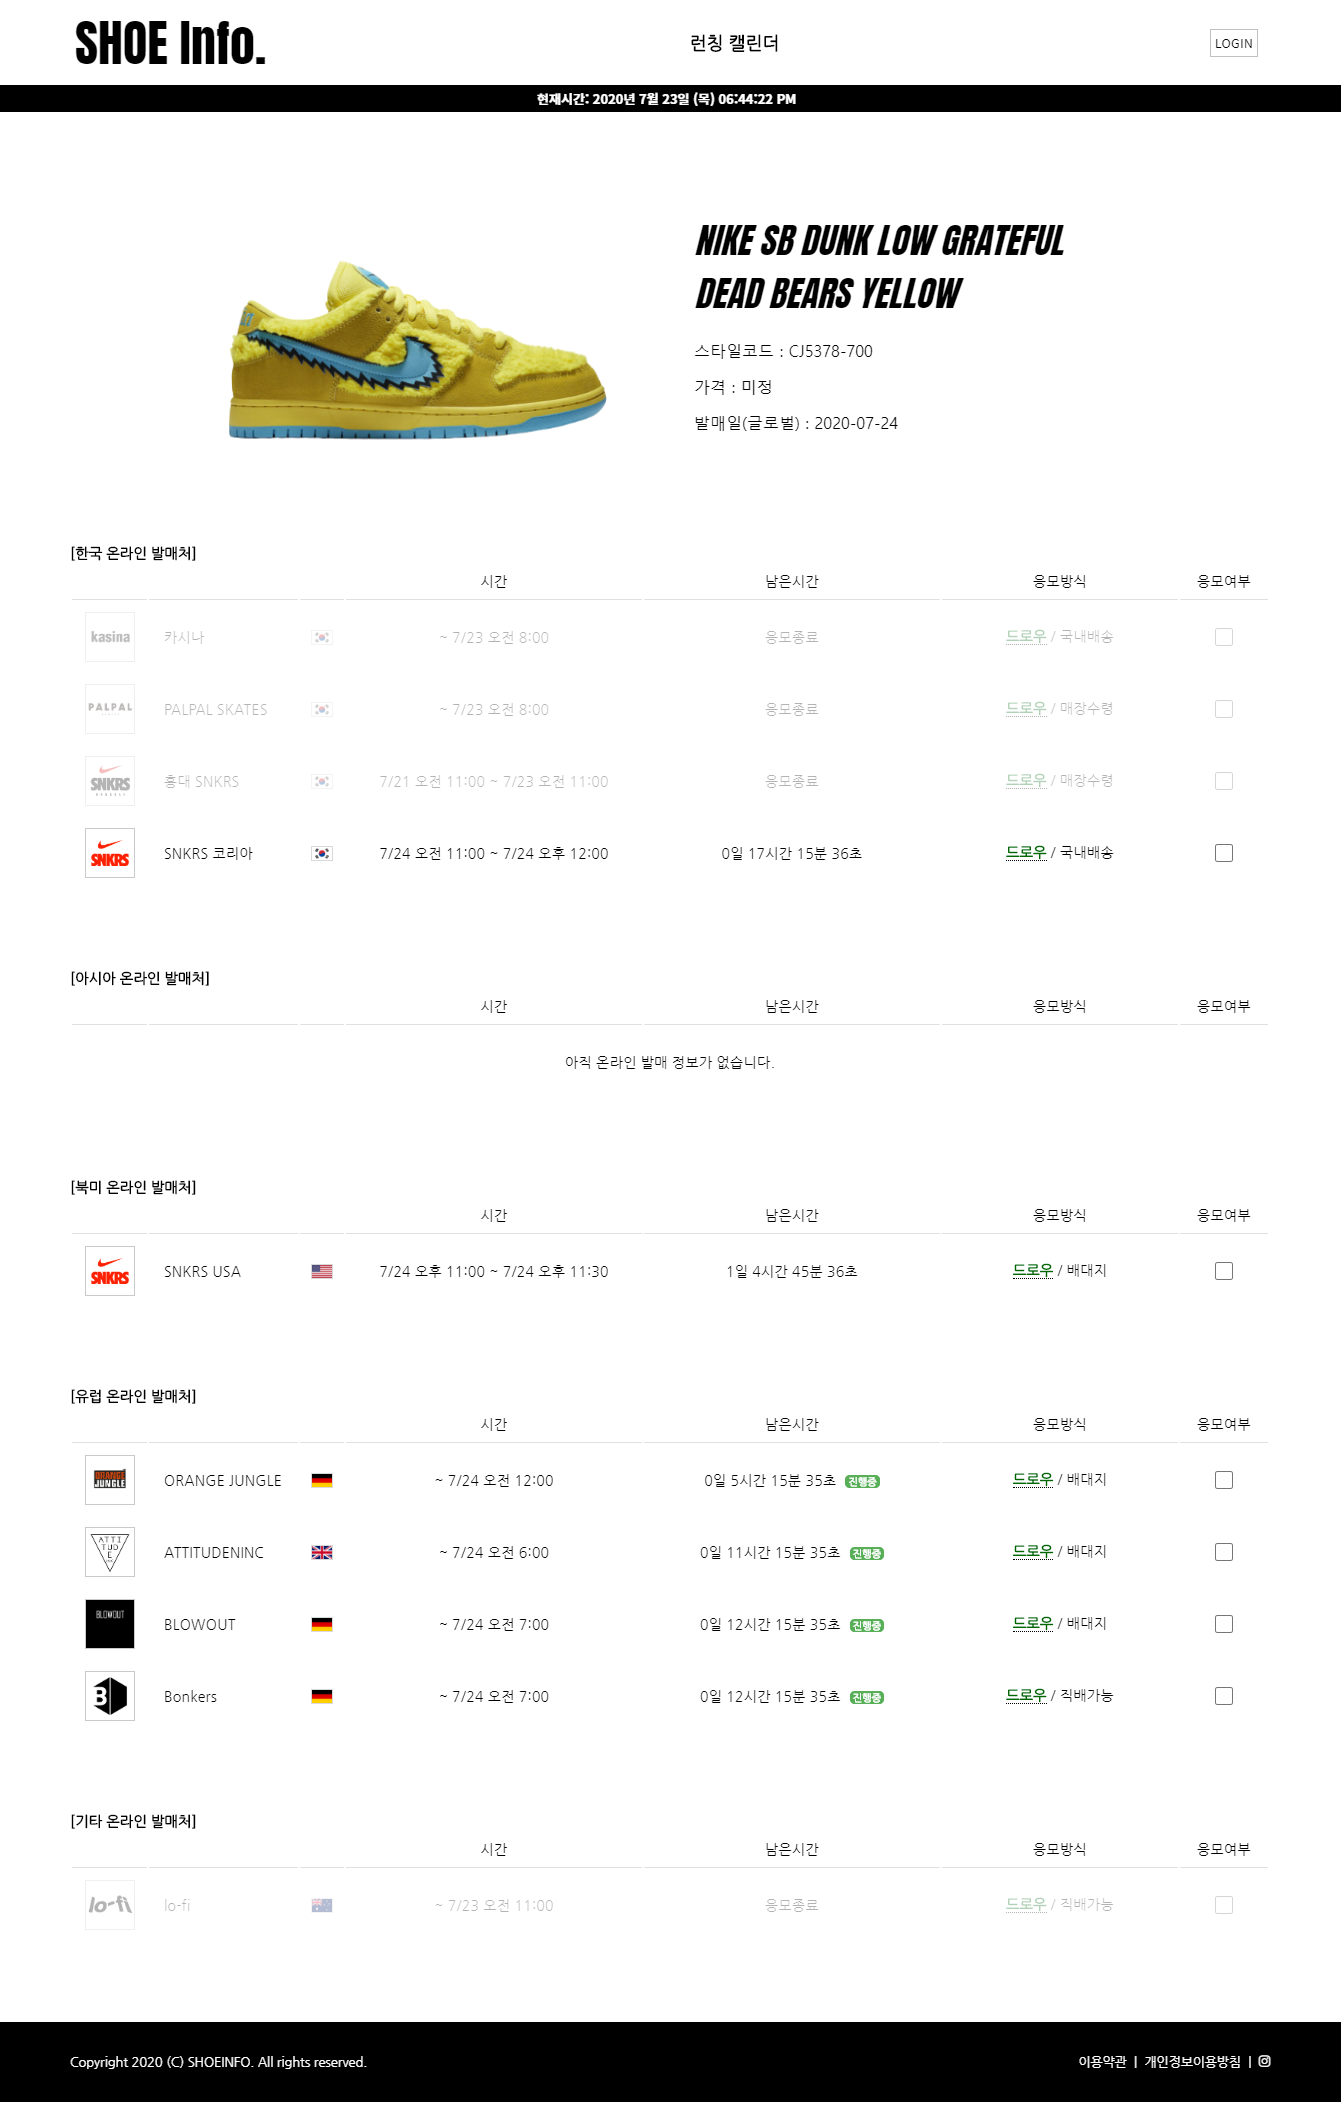 SHOE Info.
런칭 캘린더
LOGIN
현재시간: 2020년 7월 23일 (목) 06:44:22 PM
NIKE SB DUNK LOW GRATEFUL
DEAD BEARS YELLOW
스타일코드 : CJ5378-700
가격 : 미정
발매일(글로벌) : 2020-07-24
[한국 온라인 발매처]
시간 남은시간 응모방식 응모여부
kasina 카시나 ~ 7/23 오전 8:00 응모종료 드로우 / 국내배송
PALPAL PALPAL SKATES ~ 7/23 오전 8:00 응모종료 드로우 / 매장수령
SNKRS 홍대 SNKRS 7/21 오전 11:00 ~ 7/23 오전 11:00 응모종료 드로우 / 매장수령
SNKRS SNKRS 코리아 7/24 오전 11:00 ~ 7/24 오후 12:00 0일 17시간 15분 36초 드로우 / 국내배송
[아시아 온라인 발매처]
시간 남은시간 응모방식 응모여부
아직 온라인 발매 정보가 없습니다.
[북미 온라인 발매처]
시간 남은시간 응모방식 응모여부
SNKRS SNKRS USA 7/24 오후 11:00 ~ 7/24 오후 11:30 1일 4시간 45분 36초 드로우 / 배대지
[유럽 온라인 발매처]
시간 남은시간 응모방식 응모여부
ORANGE JUNGLE ORANGE JUNGLE ~ 7/24 오전 12:00 0일 5시간 15분 35초 진행중 드로우 / 배대지
ATTITUDE ATTITUDENINC ~ 7/24 오전 6:00 0일 11시간 15분 35초 진행중 드로우 / 배대지
BLOWOUT BLOWOUT ~ 7/24 오전 7:00 0일 12시간 15분 35초 진행중 드로우 / 배대지
B Bonkers ~ 7/24 오전 7:00 0일 12시간 15분 35초 진행중 드로우 / 직배가능
[기타 온라인 발매처]
시간 남은시간 응모방식 응모여부
lo-fi lo-fi ~ 7/23 오전 11:00 응모종료 드로우 / 직배가능
Copyright 2020 (C) SHOEINFO. All rights reserved.
이용약관 | 개인정보이용방침 |